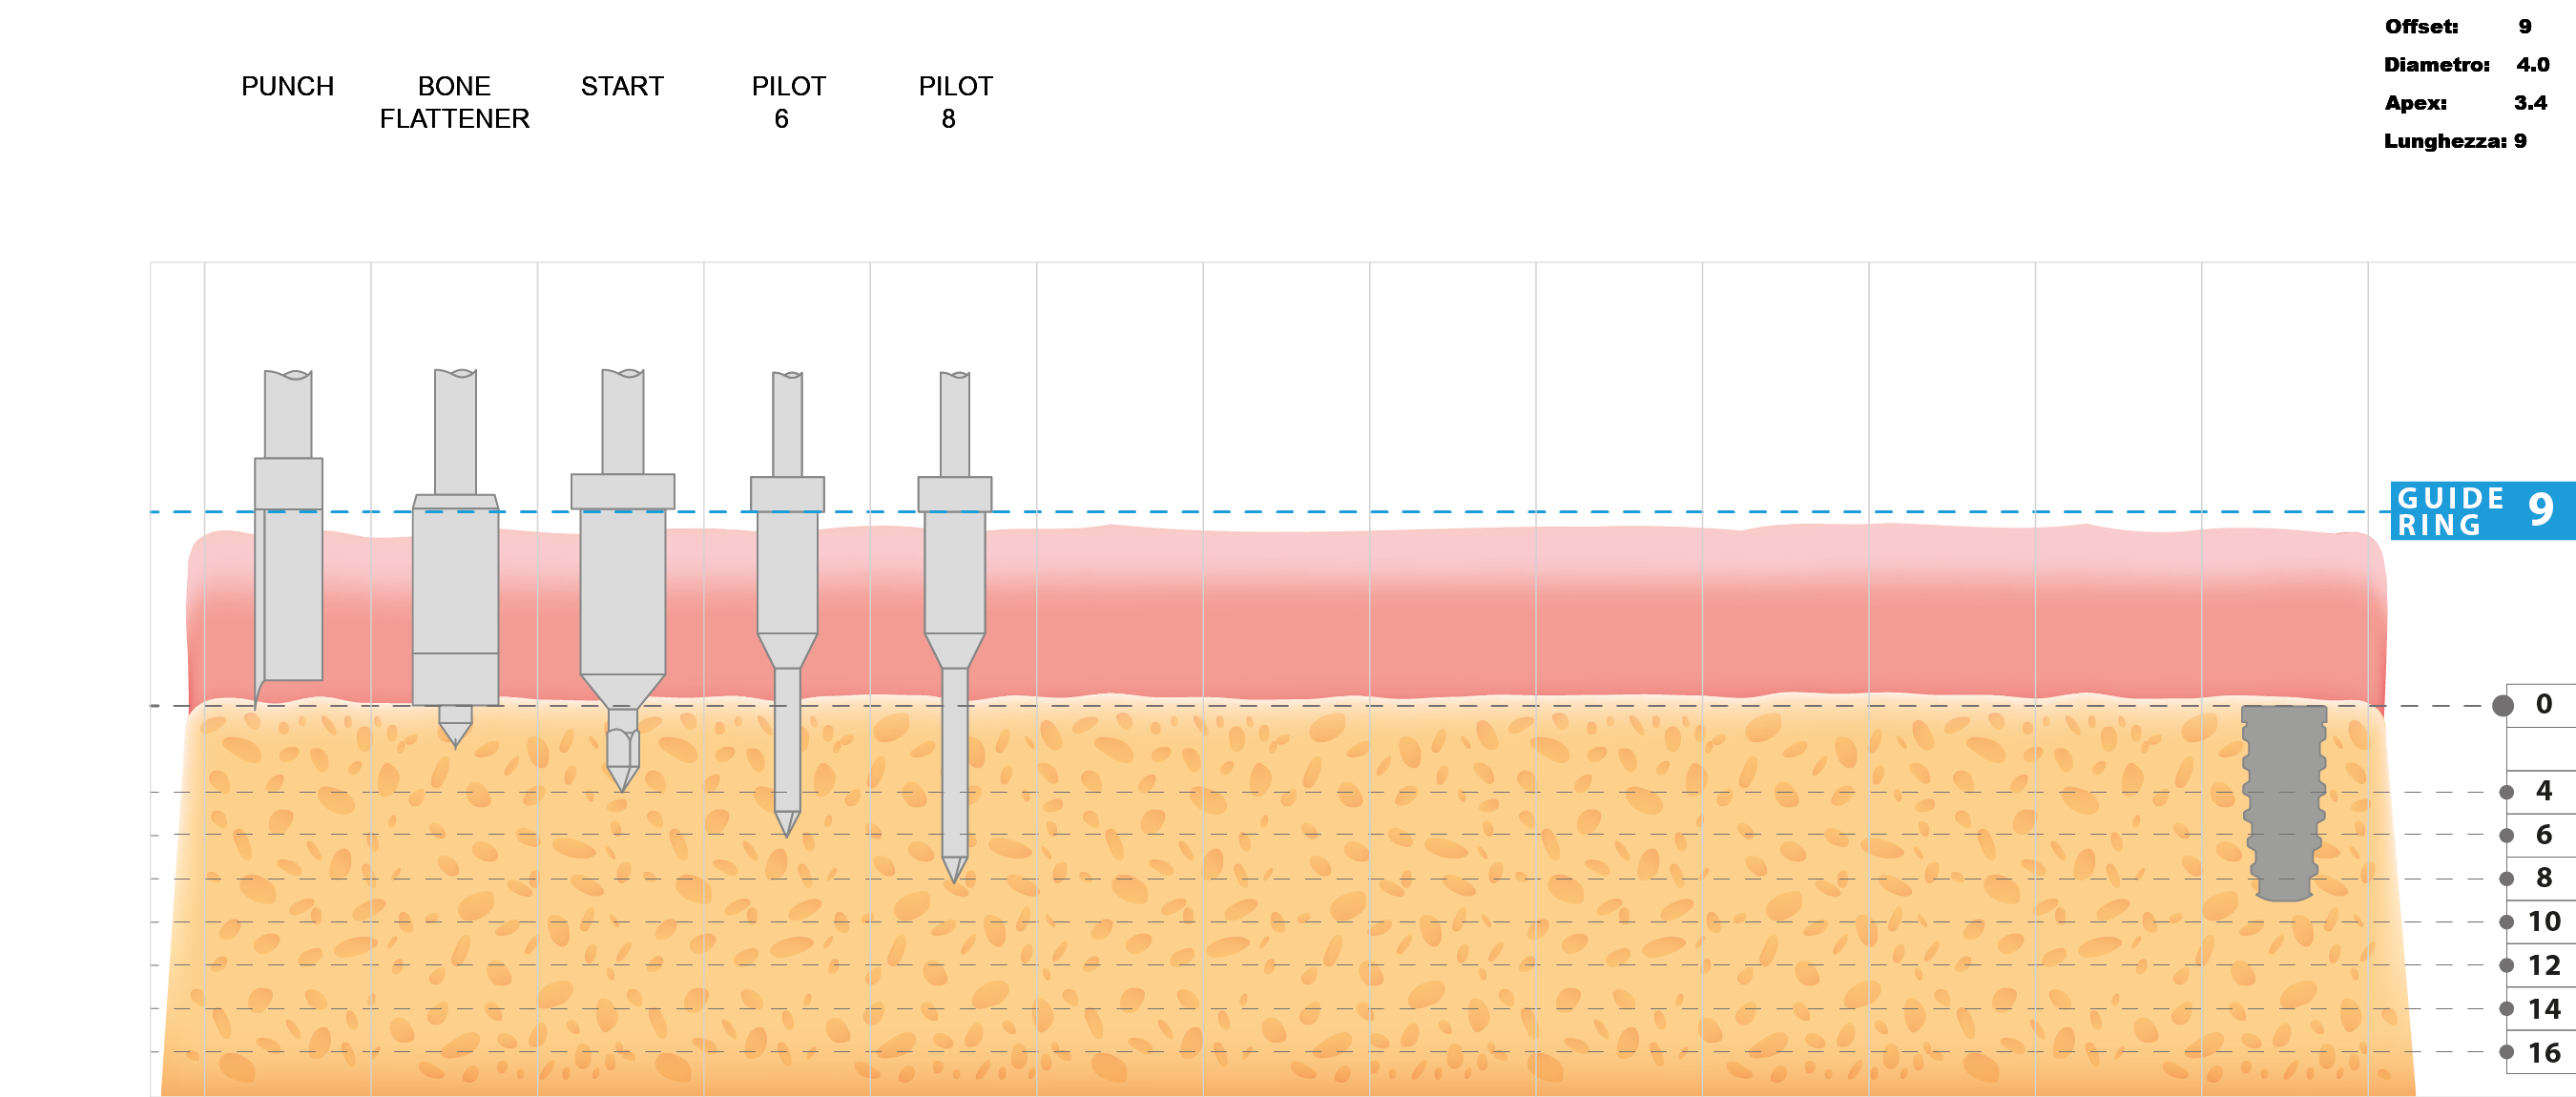 Offset: 9
Diametro: 4.0
Apex: 3.4
Lunghezza: 9
PUNCH
BONE
FLATTENER
START
PILOT
6
PILOT
8
GUIDE
RING 9
0
4
6
8
10
12
14
16